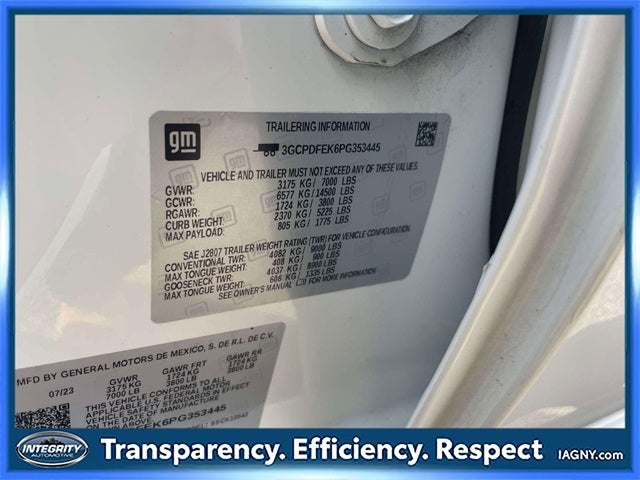 gm
TRAILERING INFORMATION
3GCPDFEK6PG353445
VEHICLE AND TRAILER MUST NOT EXCEED ANY OF THESE VALUES.
GVWR: 3175 KG/ 7000 LBS
GCWR: 6577 KG/ 14500 LBS
RGAWR: 1724 KG/ 3800 LBS
CURB WEIGHT: 2370 KG/ 5225 LBS
MAX PAYLOAD: 805 KG/ 1775 LBS
SAE J2807 TRAILER WEIGHT RATING (TWR) FOR VEHICLE CONFIGURATION
CONVENTIONAL TWR: 4082 KG/ 9000 LBS
MAX TONGUE WEIGHT: 408 KG/ 900 LBS
GOOSENECK TWR: 4037 KG/ 8900 LBS
MAX TONGUE WEIGHT: 606 KG/ 1335 LBS
SEE OWNER'S MANUAL FOR MORE INFORMATION.
MFD BY GENERAL MOTORS DE MEXICO, S. DE R.L. DE C.V.
GVWR GAWR FRT GAWR RR
07/23 3175 KG 1724 KG 1724 KG
7000 LB 3800 LB 3800 LB
THIS VEHICLE CONFORMS TO ALL
APPLICABLE U.S. FEDERAL MOTOR
VEHICLE SAFETY STANDARDS IN EFFECT
ON THE DATE OF MANUFACTURE
SHOWN ABOVE.
EK6PG353445
INTEGRITY
AUTOMOTIVE
Transparency. Efficiency. Respect
IAGNY.com